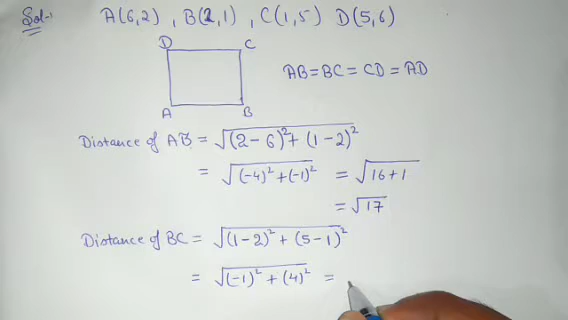 Sol-1 A(6,2), B(2,1), C(1,5) D(5,6)
D C
AB=BC=CD=AD
A B
Distance of AB = √(2-6)²+(1-2)²
= √(-4)²+(-1)² = √16+1
= √17
Distance of BC = √(1-2)²+(5-1)²
= √(-1)²+(4)² =